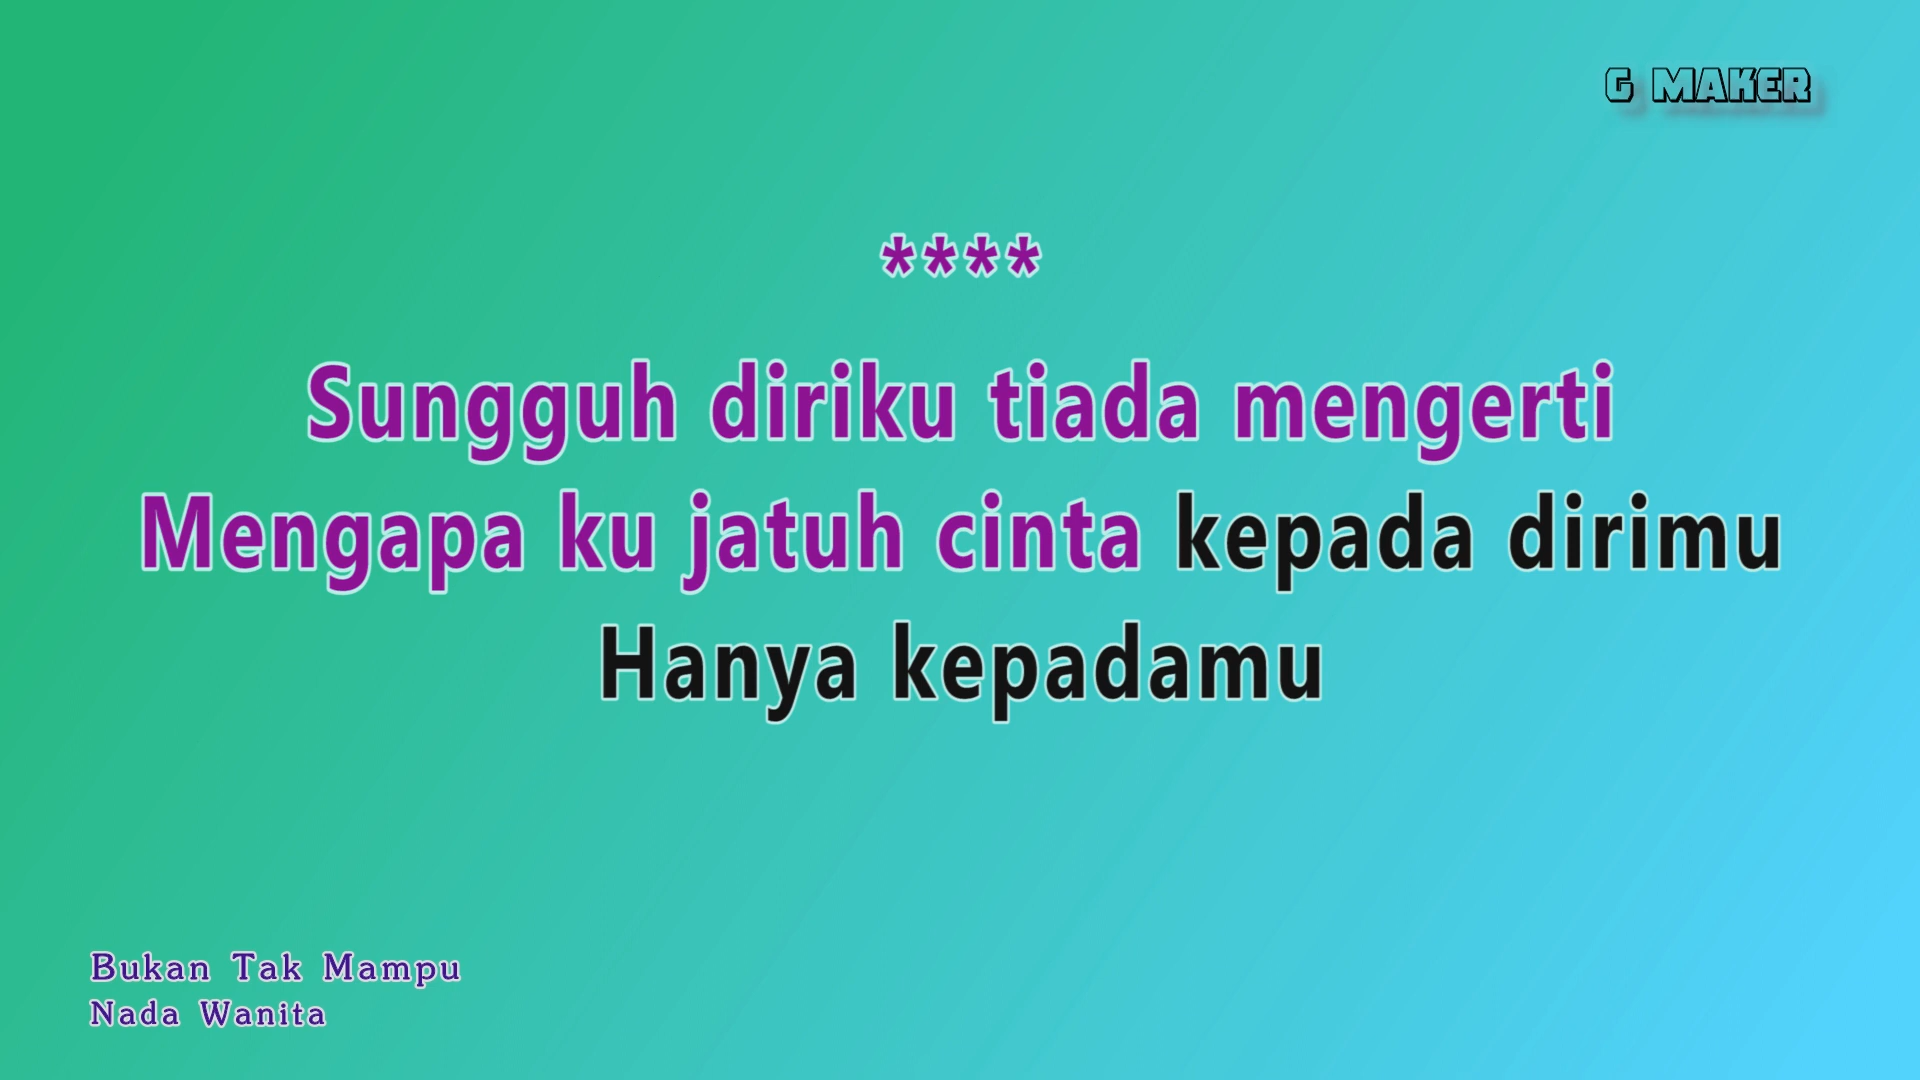 G MAKER
****
Sungguh diriku tiada mengerti
Mengapa ku jatuh cinta kepada dirimu
Hanya kepadamu
Bukan Tak Mampu
Nada Wanita